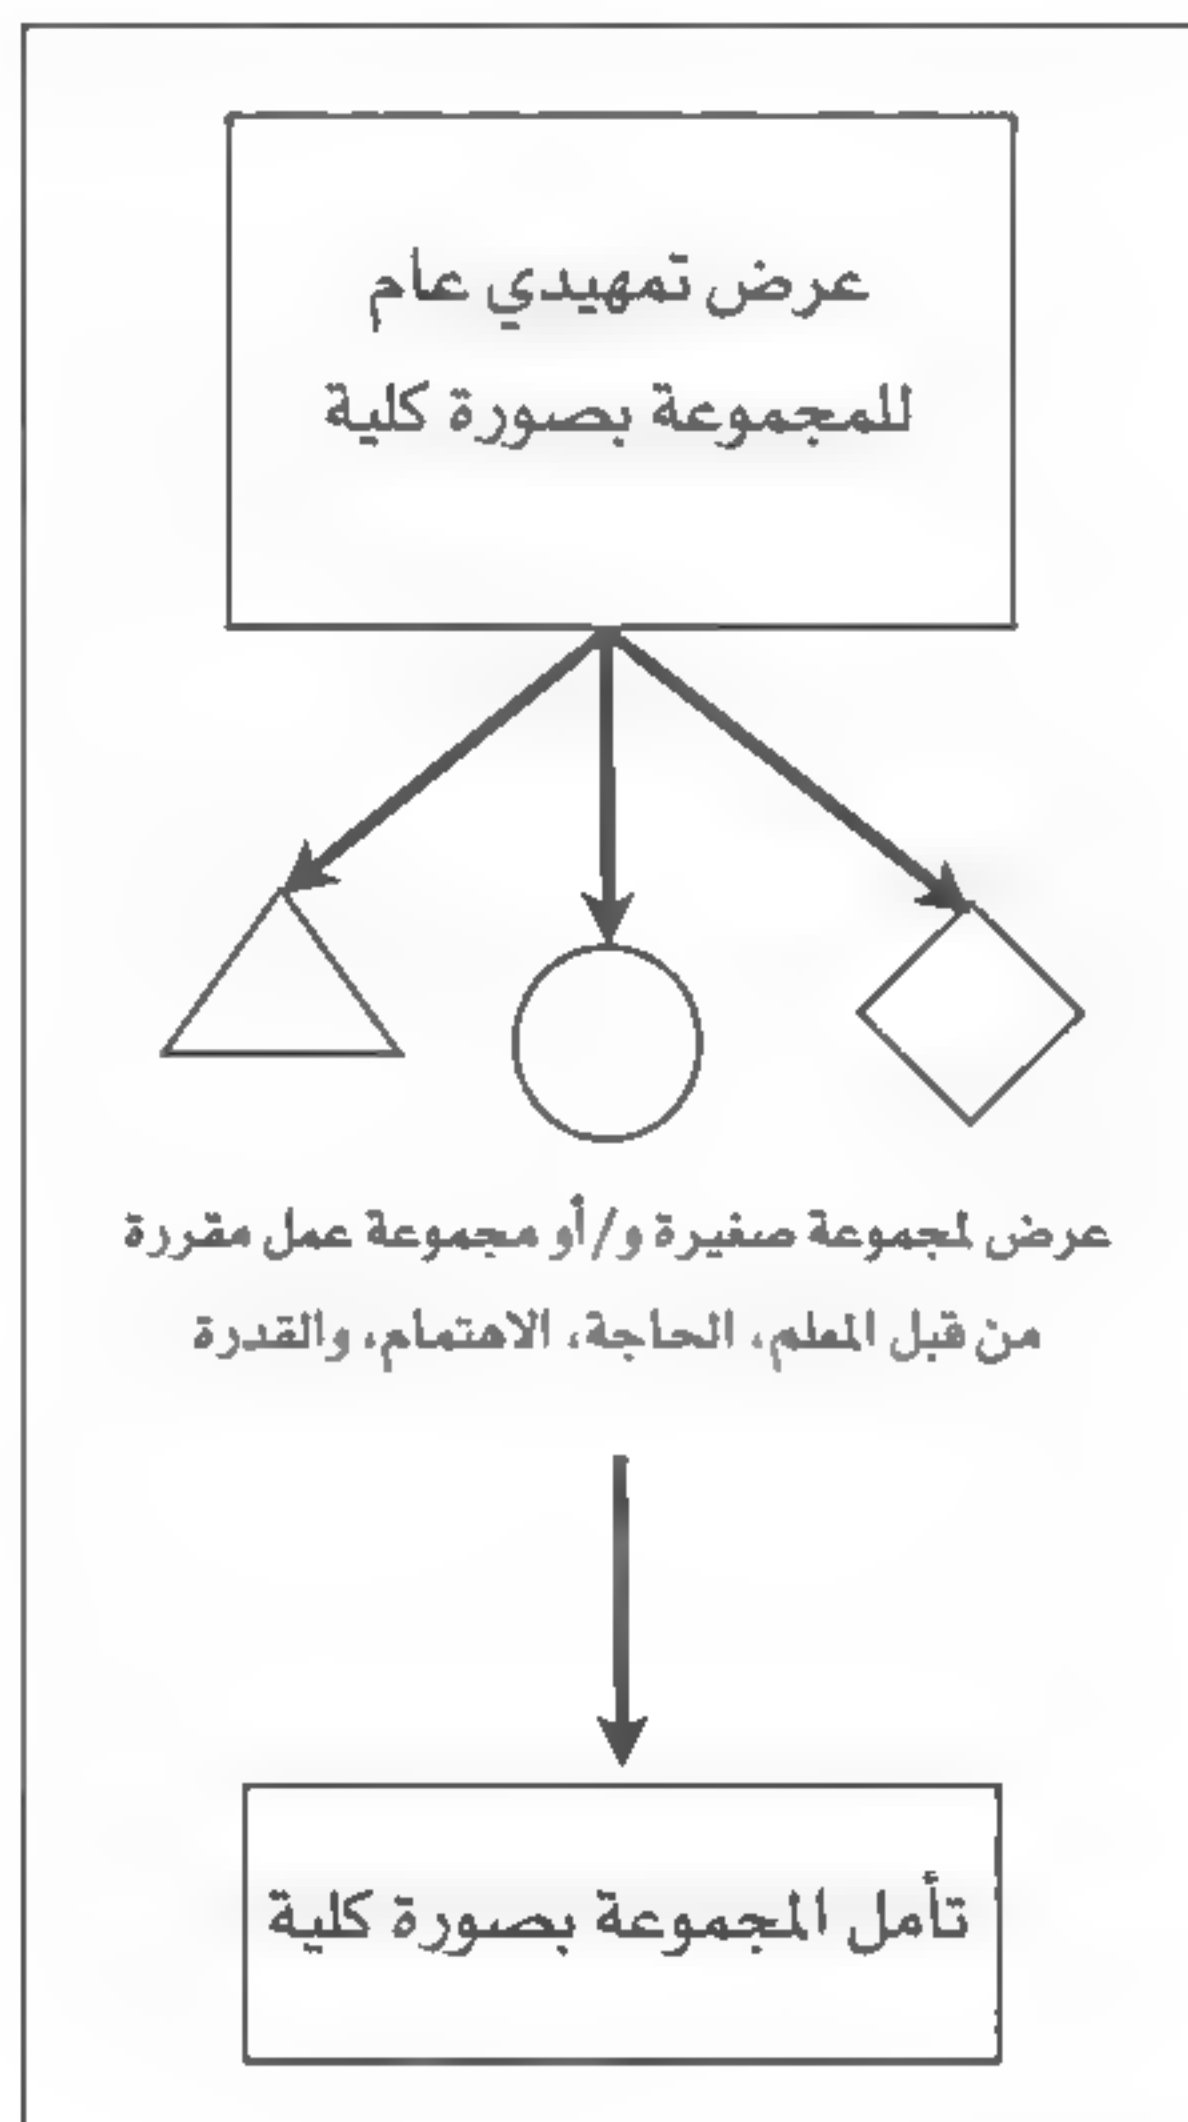 عرض تمهيدي عام
للمجموعة بصورة كلية
عرض لمجموعة صغيرة و/أو مجموعة عمل مقررة
من قبل المعلم، الحاجة، الاهتمام، والقدرة
تأمل المجموعة بصورة كلية